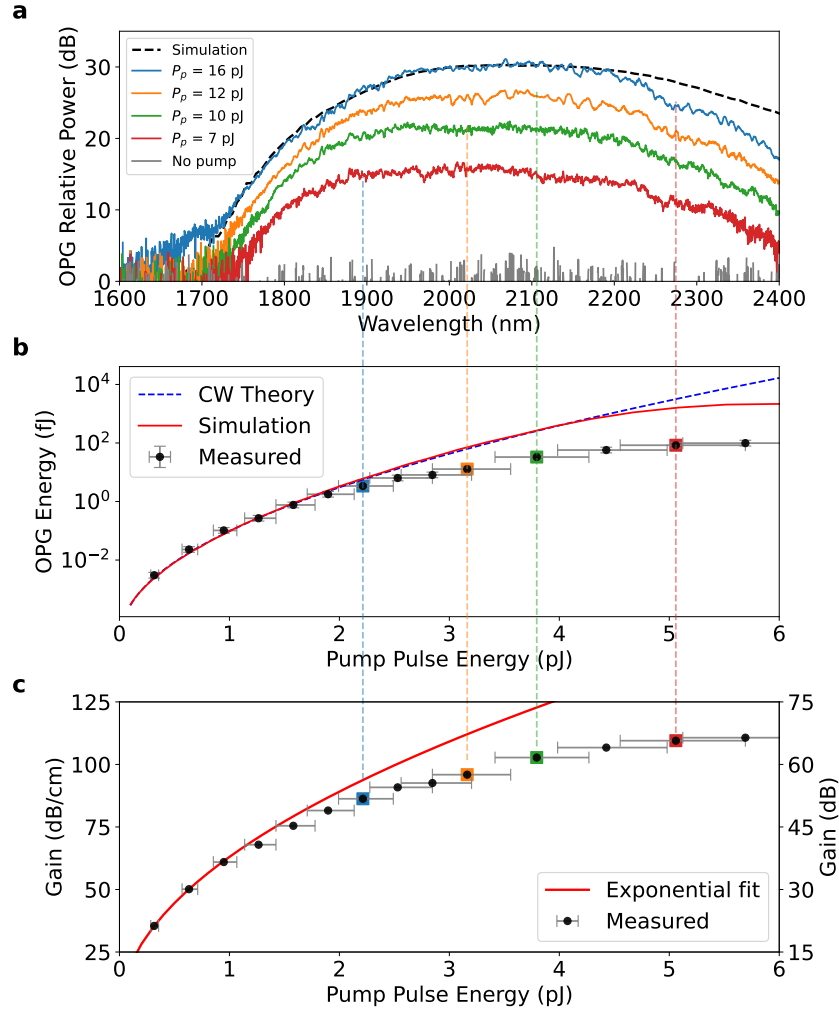 a
OPG Relative Power (dB)
30
20
10
0
Simulation
P_p = 16 pJ
P_p = 12 pJ
P_p = 10 pJ
P_p = 7 pJ
No pump
1600 1700 1800 1900 2000 2100 2200 2300 2400
Wavelength (nm)
b
OPG Energy (fJ)
10^4
10^2
10^0
10^−2
CW Theory
Simulation
Measured
0 1 2 3 4 5 6
Pump Pulse Energy (pJ)
c
Gain (dB/cm)
125
100
75
50
25
75
60
45
30
15
Gain (dB)
Exponential fit
Measured
0 1 2 3 4 5 6
Pump Pulse Energy (pJ)